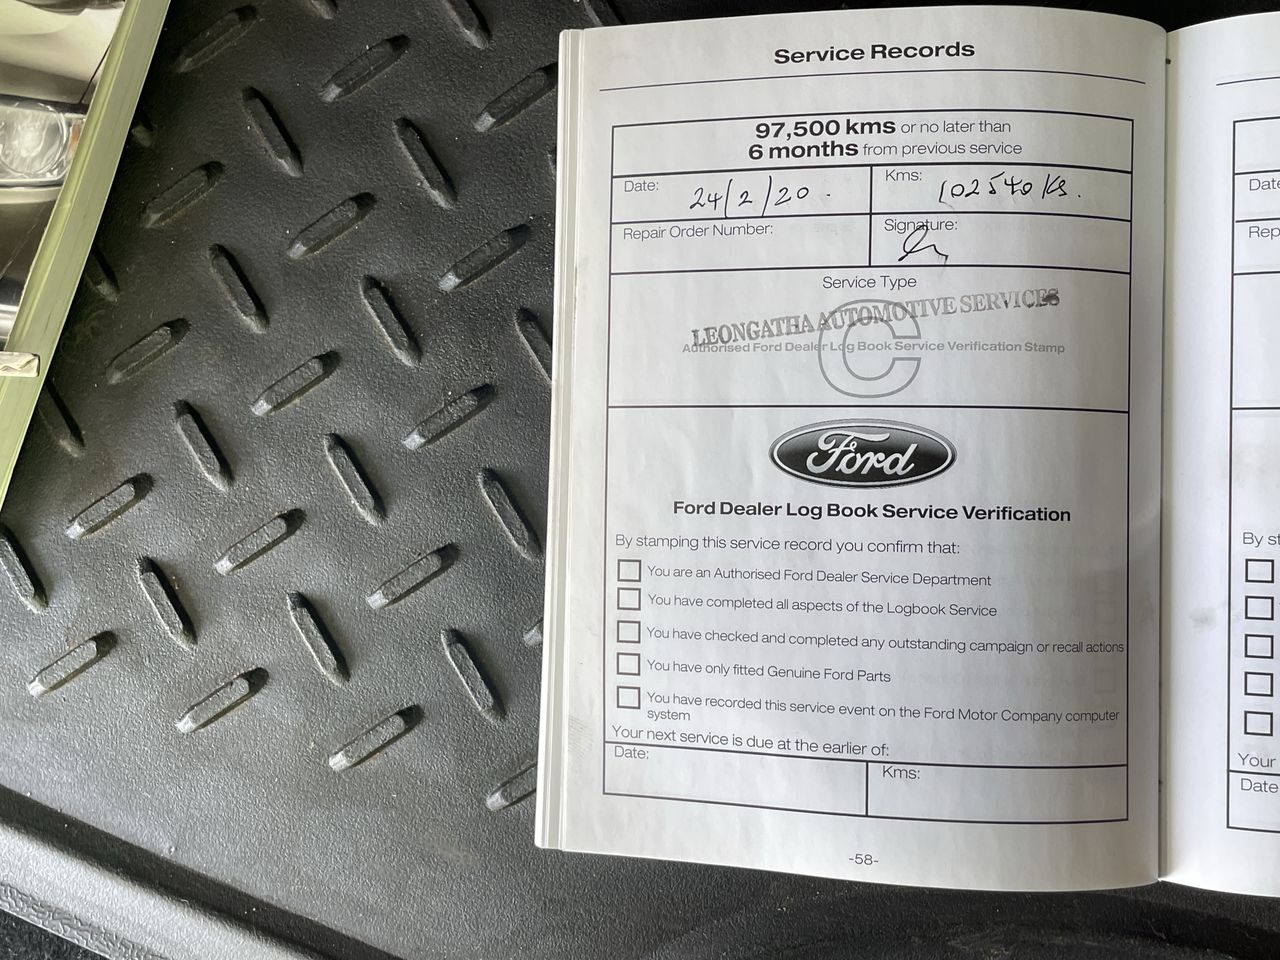 Service Records
97,500 kms or no later than
6 months from previous service
Date: 24/2/20. Kms: 102540 Ks.
Repair Order Number: Signature:
Service Type
LEONGATHA AUTOMOTIVE SERVICES
Authorised Ford Dealer Log Book Service Verification Stamp
C
Ford
Ford Dealer Log Book Service Verification
By stamping this service record you confirm that:
You are an Authorised Ford Dealer Service Department
You have completed all aspects of the Logbook Service
You have checked and completed any outstanding campaign or recall actions
You have only fitted Genuine Ford Parts
You have recorded this service event on the Ford Motor Company computer
system
Your next service is due at the earlier of:
Date: Kms:
-58-
Date
Rep
By st
Your
Date